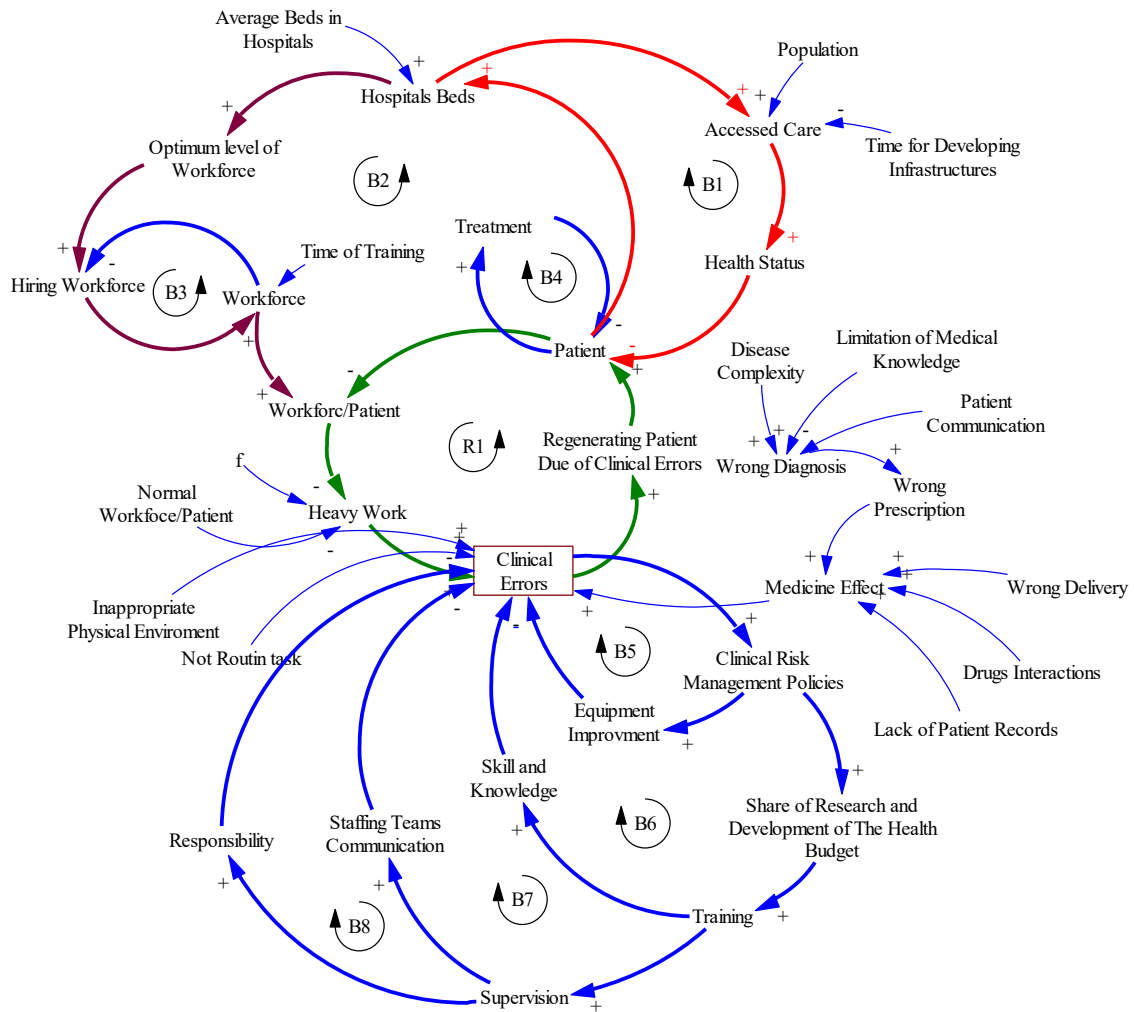 Average Beds in
Hospitals
+
Hospitals Beds
+
+
+
Population
+
-
Accessed Care
Time for Developing
Infrastructures
+
Optimum level of
Workforce
B2
B1
Treatment
+
+
Health Status
+
-
Hiring Workforce
B3
Workforce
Time of Training
B4
-
-
Patient
+
+
+
-
Workforc/Patient
Disease
Complexity
Limitation of Medical
Knowledge
Patient
Communication
R1
Regenerating Patient
Due of Clinical Errors
+
+
+
-
Wrong Diagnosis
+
Wrong
Prescription
f
-
Heavy Work
Normal
Workfoce/Patient
-
+
+
-
Clinical
Errors
+
-
-
+
+
+
+
Medicine Effect
Wrong Delivery
Inappropriate
Physical Enviroment
Not Routin task
B5
+
Clinical Risk
Management Policies
Drugs Interactions
Lack of Patient Records
Equipment
Improvment
+
+
Skill and
Knowledge
+
B6
Share of Research and
Development of The Health
Budget
Responsibility
+
Staffing Teams
Communication
+
B7
B8
Training
+
Supervision
+